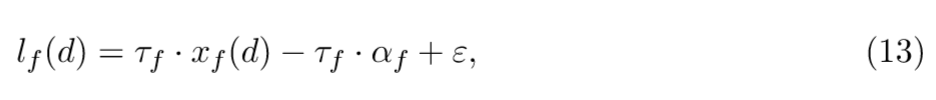 l_f(d) = τ_f · x_f(d) − τ_f · α_f + ε, (13)